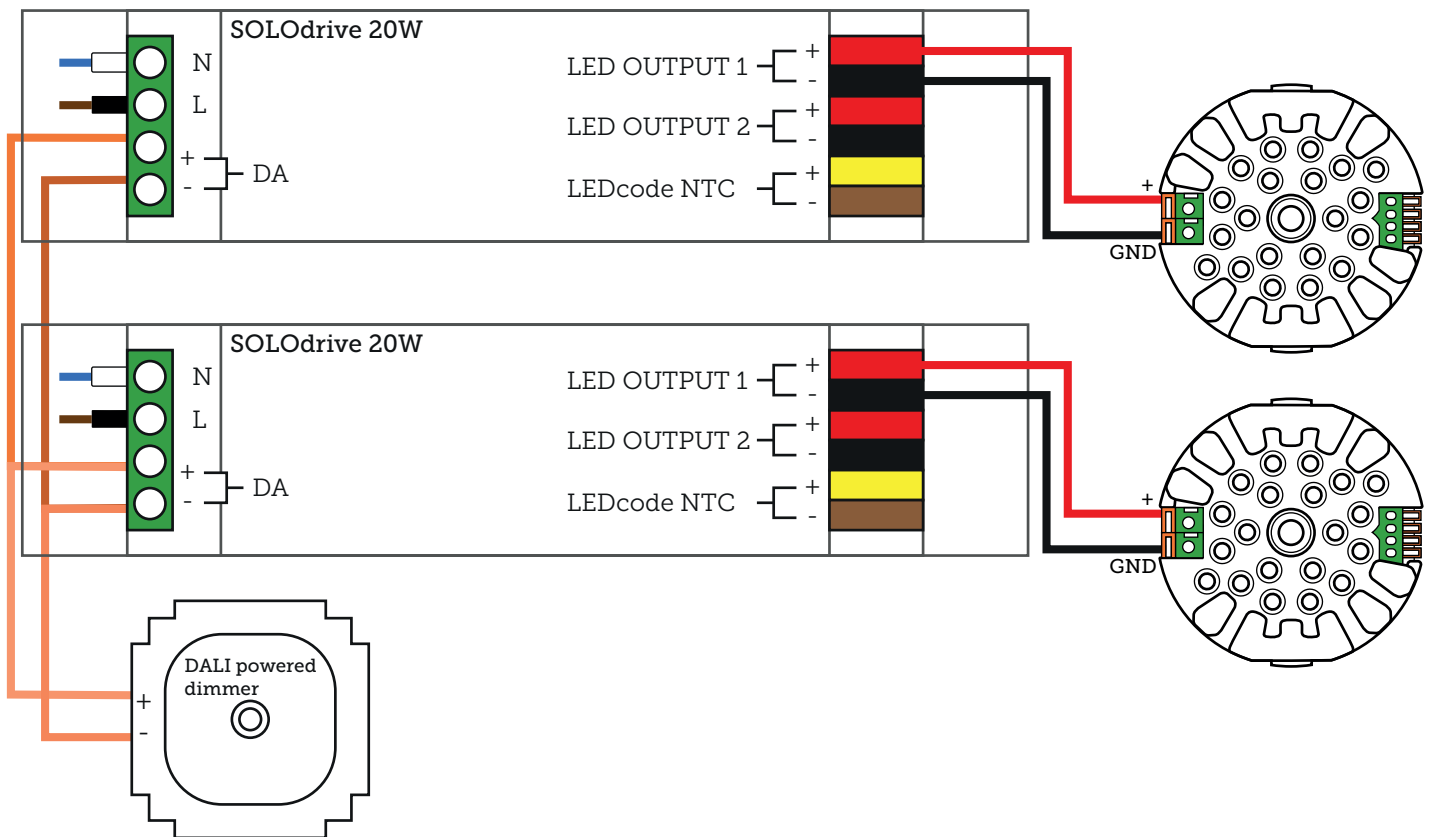 SOLOdrive 20W
N
L
+
-
DA
LED OUTPUT 1
+
-
LED OUTPUT 2
+
-
LEDcode NTC
+
-
+
GND
SOLOdrive 20W
N
L
+
-
DA
LED OUTPUT 1
+
-
LED OUTPUT 2
+
-
LEDcode NTC
+
-
+
GND
DALI powered
dimmer
+
-